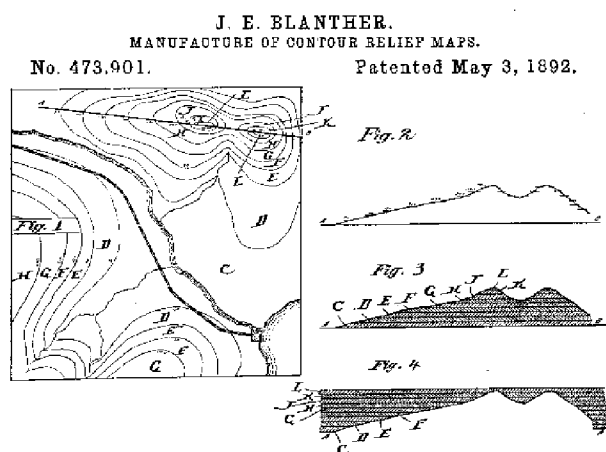 J. E. BLANTHER.
MANUFACTURE OF CONTOUR RELIEF MAPS.
No. 473,901.
Patented May 3, 1892.
L
J
K
J
K
H
H
G
F
E
L
D
Fig. 1
D
H G F E
C
D
E
E
G
Fig. 2
Fig. 3
C D E F G H J L K
Fig. 4
L
K
J
H
G
C D E F